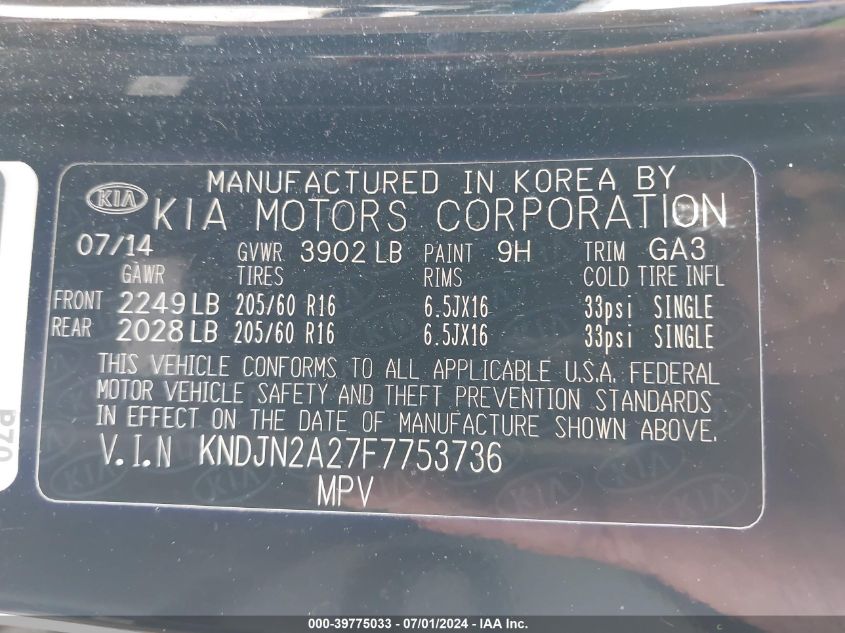 MANUFACTURED IN KOREA BY
KIA KIA MOTORS CORPORATION
07/14 GVWR 3902 LB PAINT 9H TRIM GA3
GAWR TIRES RIMS COLD TIRE INFL
FRONT 2249 LB 205/60 R16 6.5JX16 33psi SINGLE
REAR 2028 LB 205/60 R16 6.5JX16 33psi SINGLE
THIS VEHICLE CONFORMS TO ALL APPLICABLE U.S.A. FEDERAL
MOTOR VEHICLE SAFETY AND THEFT PREVENTION STANDARDS
IN EFFECT ON THE DATE OF MANUFACTURE SHOWN ABOVE.
V.I.N KNDJN2A27F7753736
MPV
P70
000-39775033 - 07/01/2024 - IAA Inc.